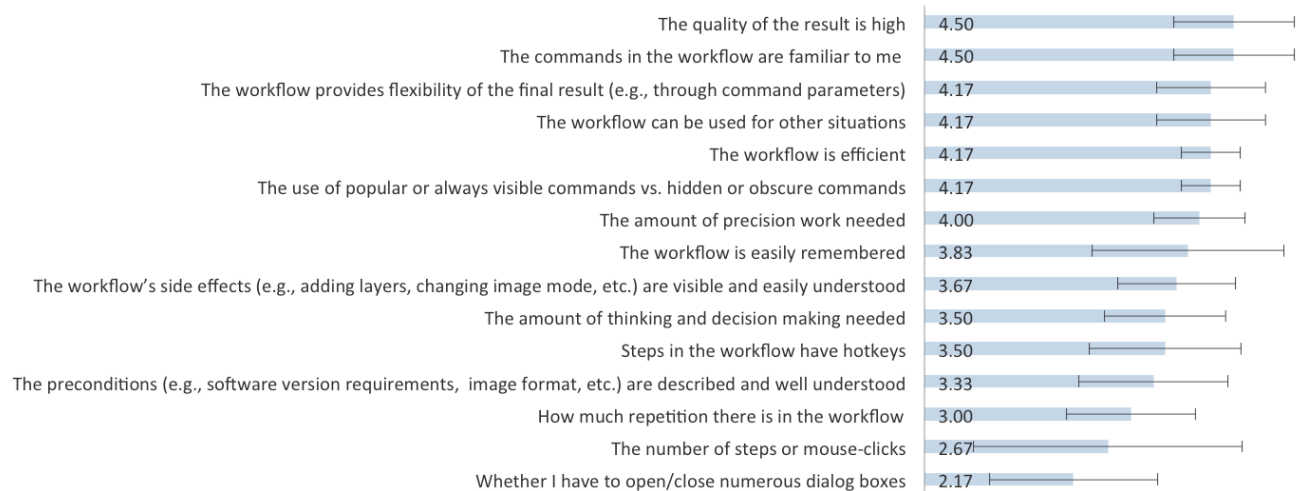 The quality of the result is high 4.50
The commands in the workflow are familiar to me 4.50
The workflow provides flexibility of the final result (e.g., through command parameters) 4.17
The workflow can be used for other situations 4.17
The workflow is efficient 4.17
The use of popular or always visible commands vs. hidden or obscure commands 4.17
The amount of precision work needed 4.00
The workflow is easily remembered 3.83
The workflow’s side effects (e.g., adding layers, changing image mode, etc.) are visible and easily understood 3.67
The amount of thinking and decision making needed 3.50
Steps in the workflow have hotkeys 3.50
The preconditions (e.g., software version requirements, image format, etc.) are described and well understood 3.33
How much repetition there is in the workflow 3.00
The number of steps or mouse-clicks 2.67
Whether I have to open/close numerous dialog boxes 2.17